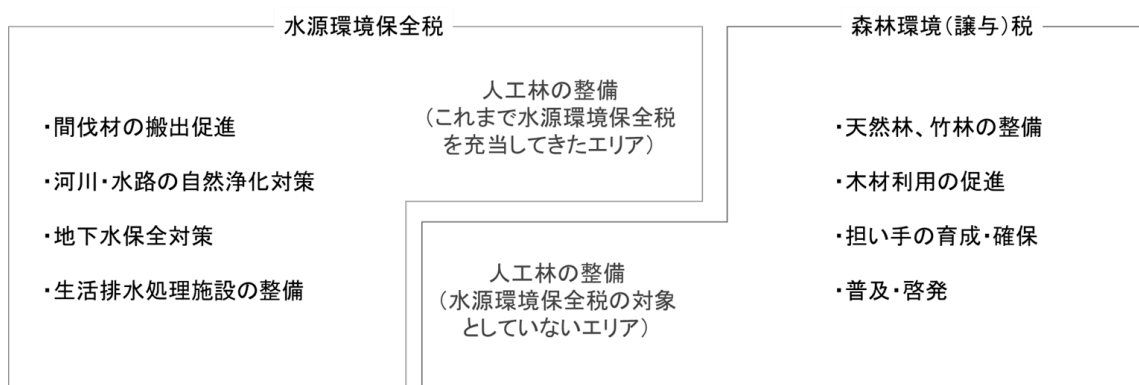 水源環境保全税
人工林の整備
（これまで水源環境保全税
を充当してきたエリア）
・間伐材の搬出促進
・河川・水路の自然浄化対策
・地下水保全対策
・生活排水処理施設の整備
森林環境（譲与）税
・天然林、竹林の整備
・木材利用の促進
・担い手の育成・確保
・普及・啓発
人工林の整備
（水源環境保全税の対象
としていないエリア）